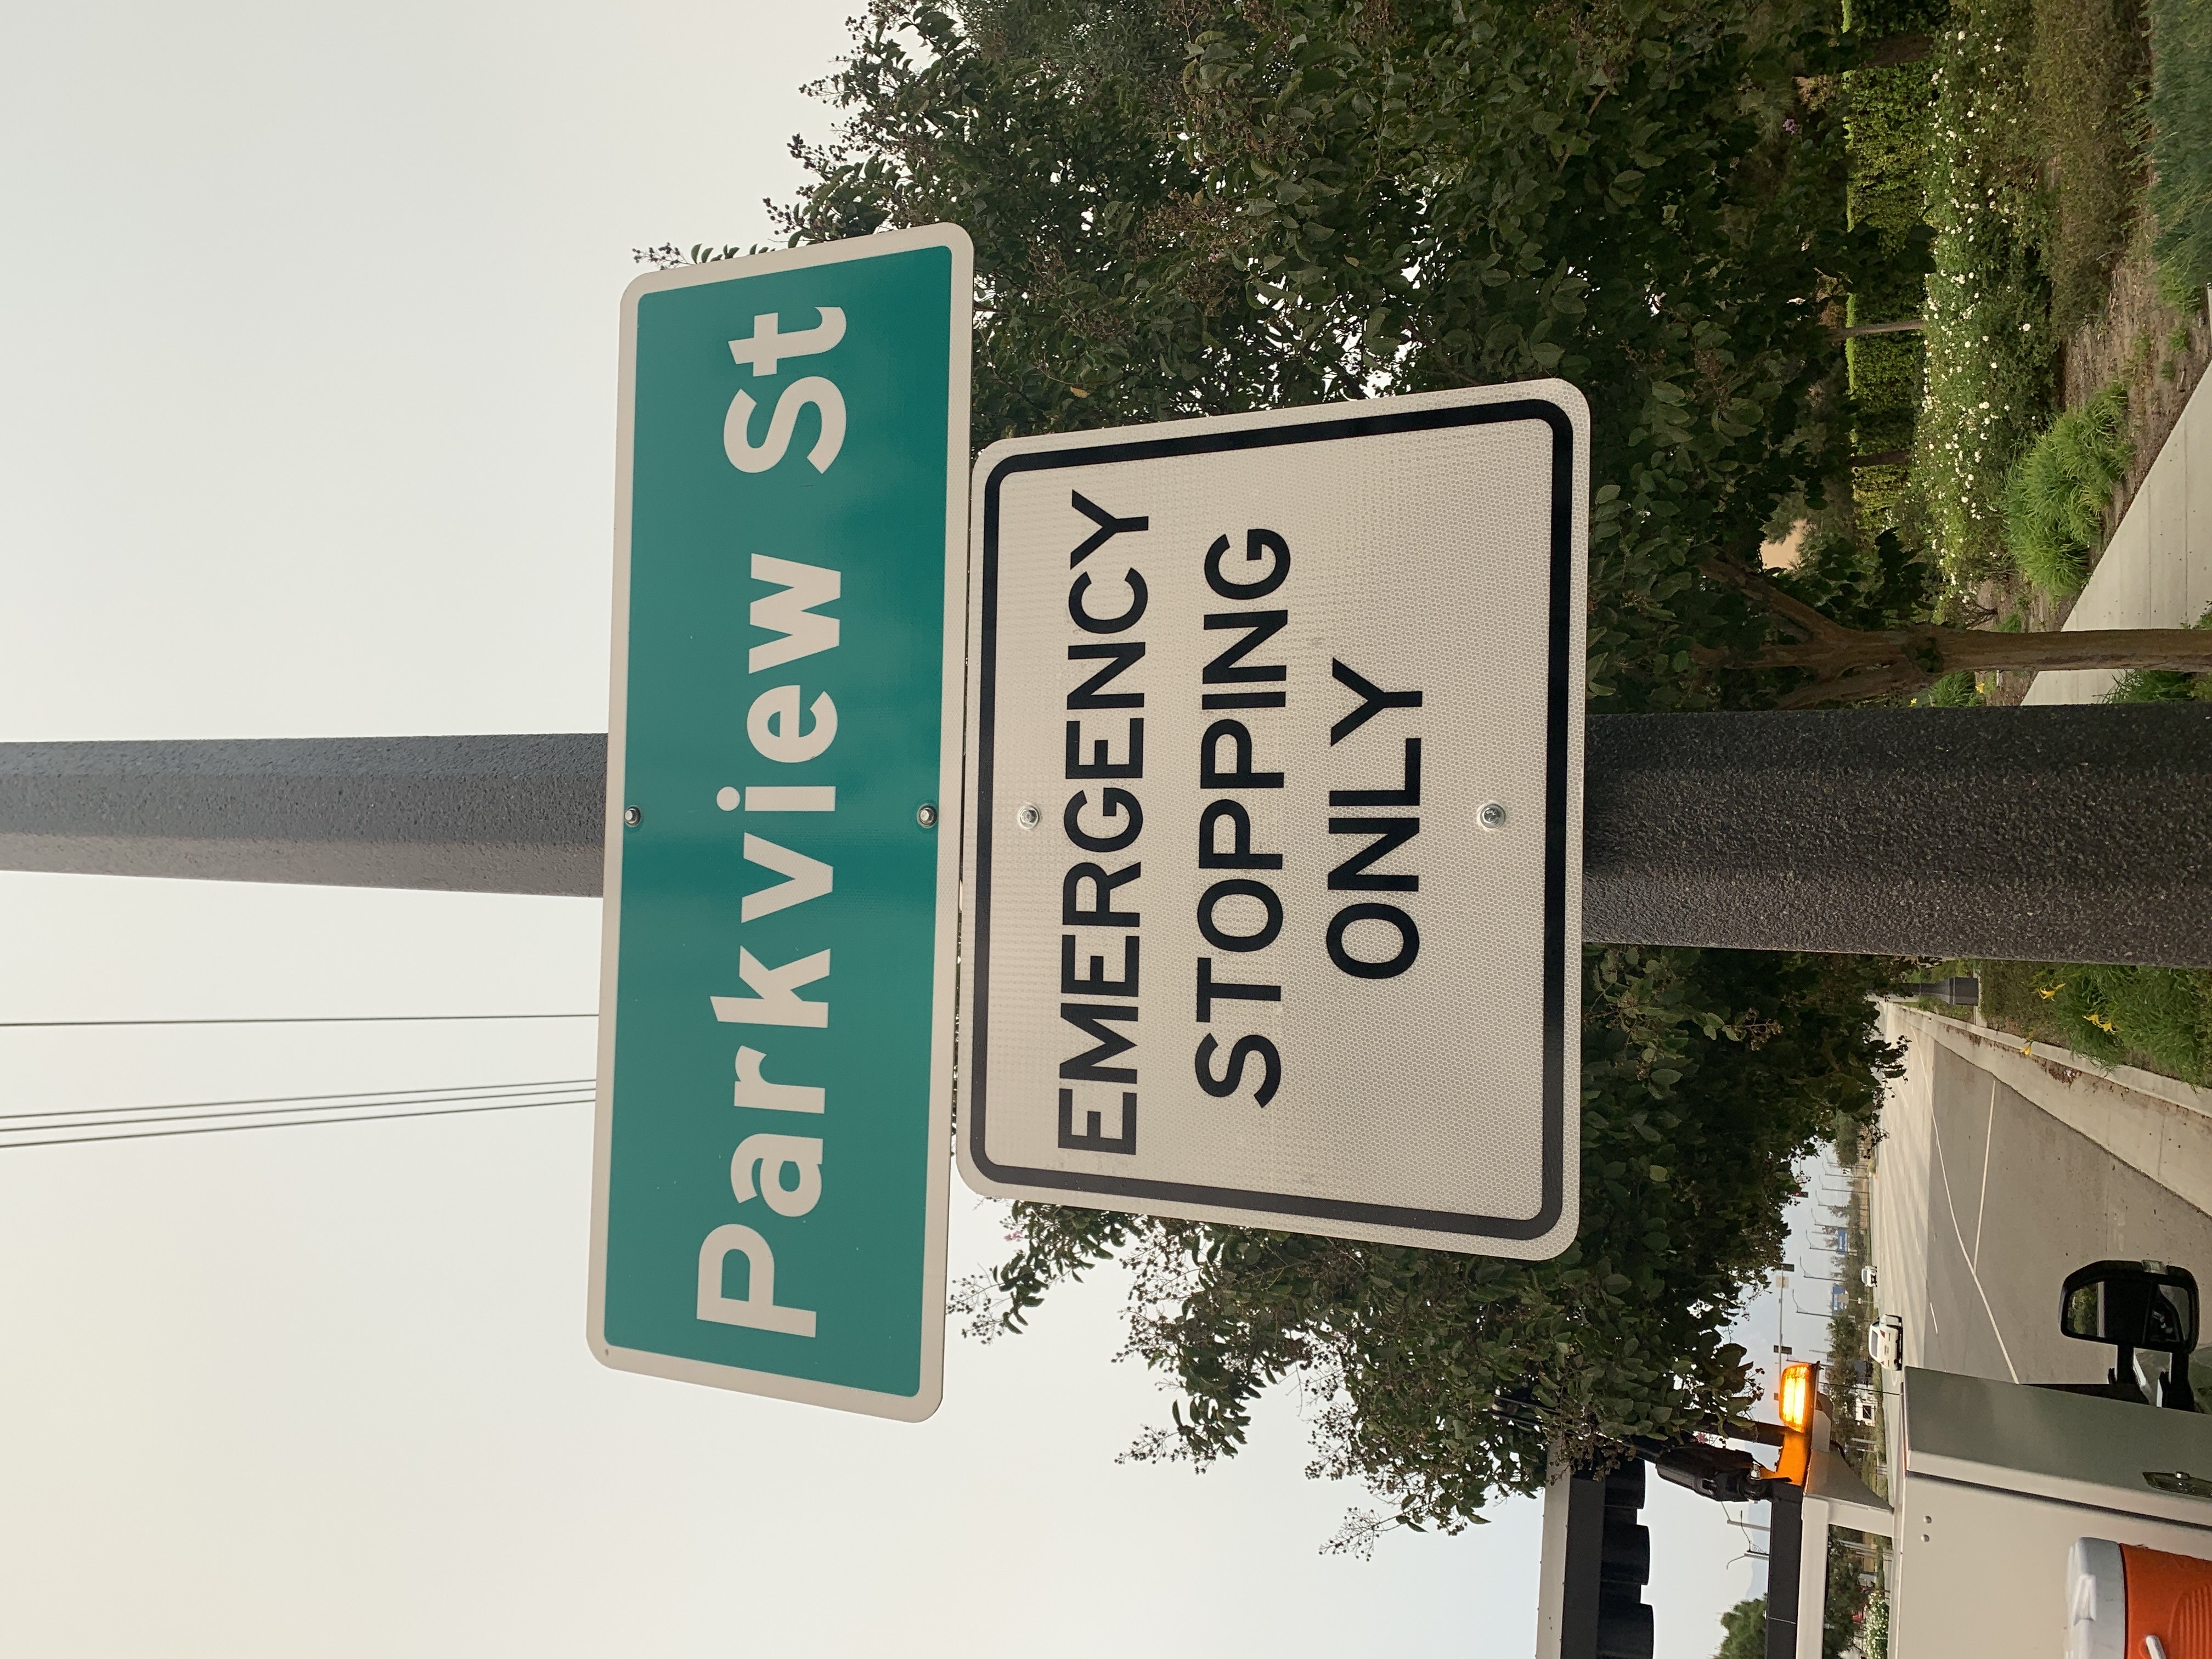 Parkview St
EMERGENCY
STOPPING
ONLY